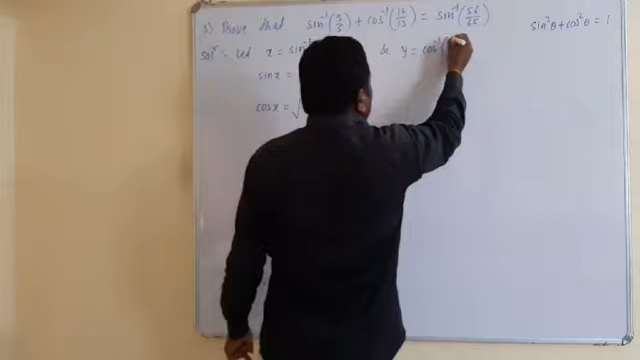 3) Prove that sin⁻¹(3/5) + cos⁻¹(12/13) = sin⁻¹(56/65)
sin²θ + cos²θ = 1
Solⁿ - Let x = sin⁻¹ & y = cos⁻¹(
sin x =
cos x = √